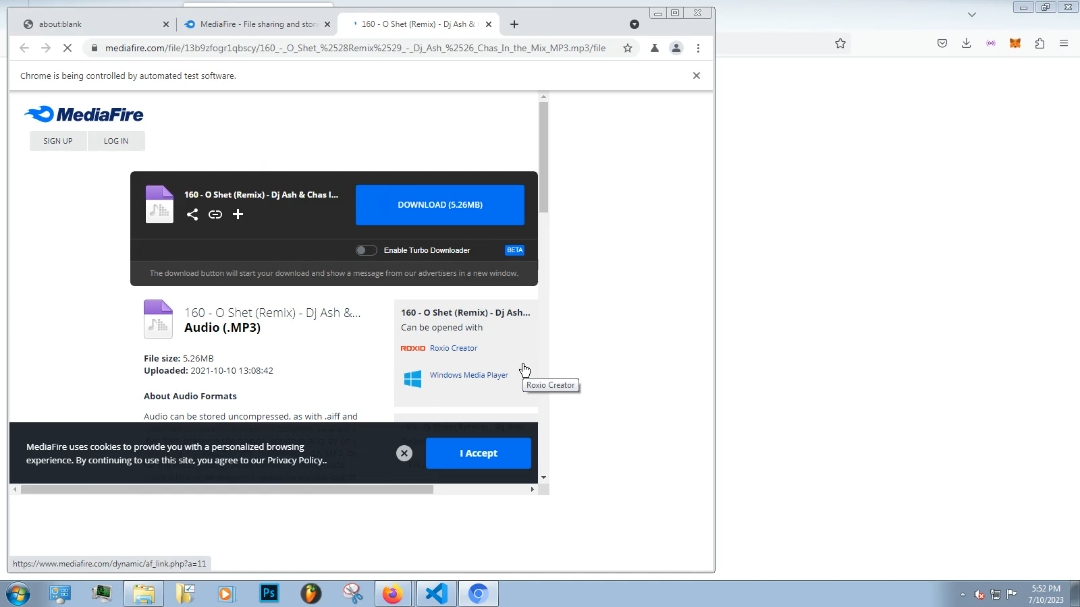 about:blank
MediaFire - File sharing and stor
160 - O Shet (Remix) - Dj Ash &
mediafire.com/file/13b9zfogr1qbscy/160_-_O_Shet_%2528Remix%2529_-_Dj_Ash_%2526_Chas_In_the_Mix_MP3.mp3/file
Chrome is being controlled by automated test software.
MediaFire
SIGN UP
LOG IN
160 - O Shet (Remix) - Dj Ash & Chas I...
DOWNLOAD (5.26MB)
Enable Turbo Downloader
BETA
The download button will start your download and show a message from our advertisers in a new window.
160 - O Shet (Remix) - Dj Ash &...
Audio (.MP3)
File size: 5.26MB
Uploaded: 2021-10-10 13:08:42
About Audio Formats
Audio can be stored uncompressed, as with .aiff and
160 - O Shet (Remix) - Dj Ash...
Can be opened with
ROXIO Roxio Creator
Windows Media Player
Roxio Creator
MediaFire uses cookies to provide you with a personalized browsing
experience. By continuing to use this site, you agree to our Privacy Policy..
I Accept
https://www.mediafire.com/dynamic/af_link.php?a=11
Ps
5:52 PM
7/10/2023